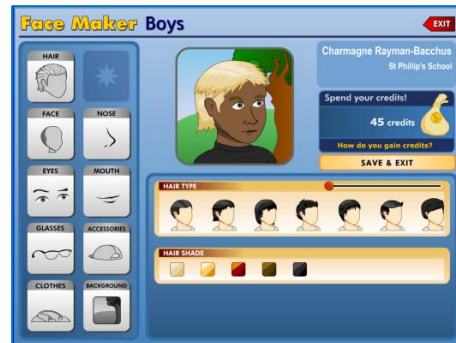 Face Maker Boys
EXIT
HAIR
FACE
NOSE
EYES
MOUTH
GLASSES
ACCESSORIES
CLOTHES
BACKGROUND
Charmagne Rayman-Bacchus
St Phillip's School
Spend your credits!
45 credits
How do you gain credits?
SAVE & EXIT
HAIR TYPE
HAIR SHADE